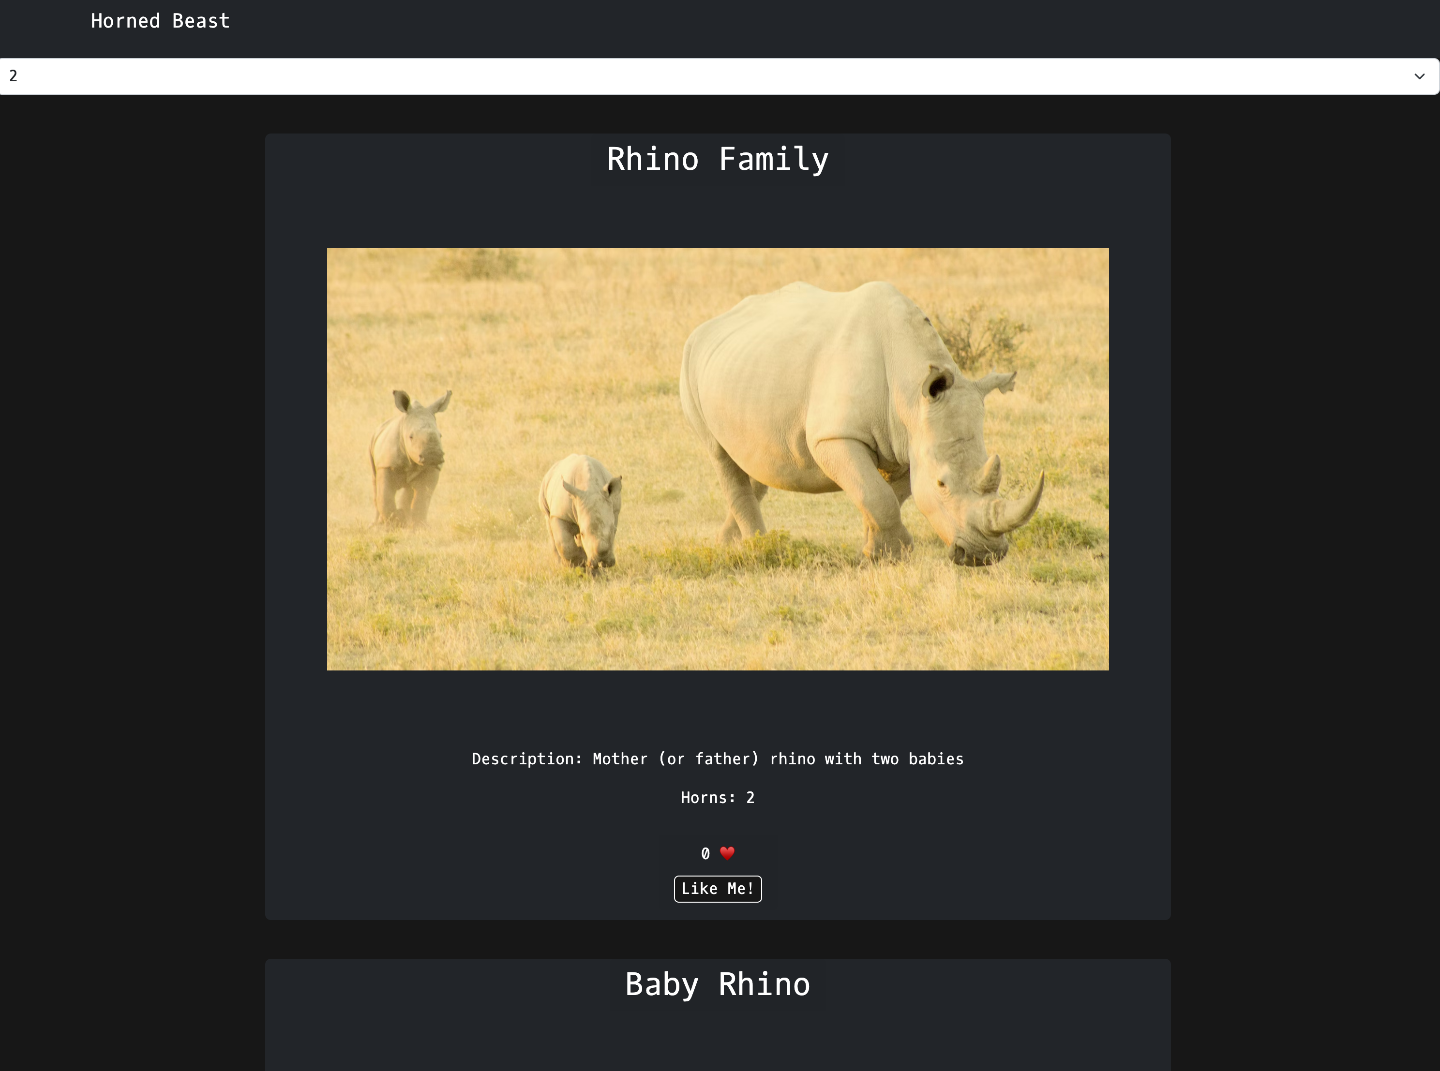 Horned Beast
2
Rhino Family
Description: Mother (or father) rhino with two babies
Horns: 2
0 ❤️
Like Me!
Baby Rhino